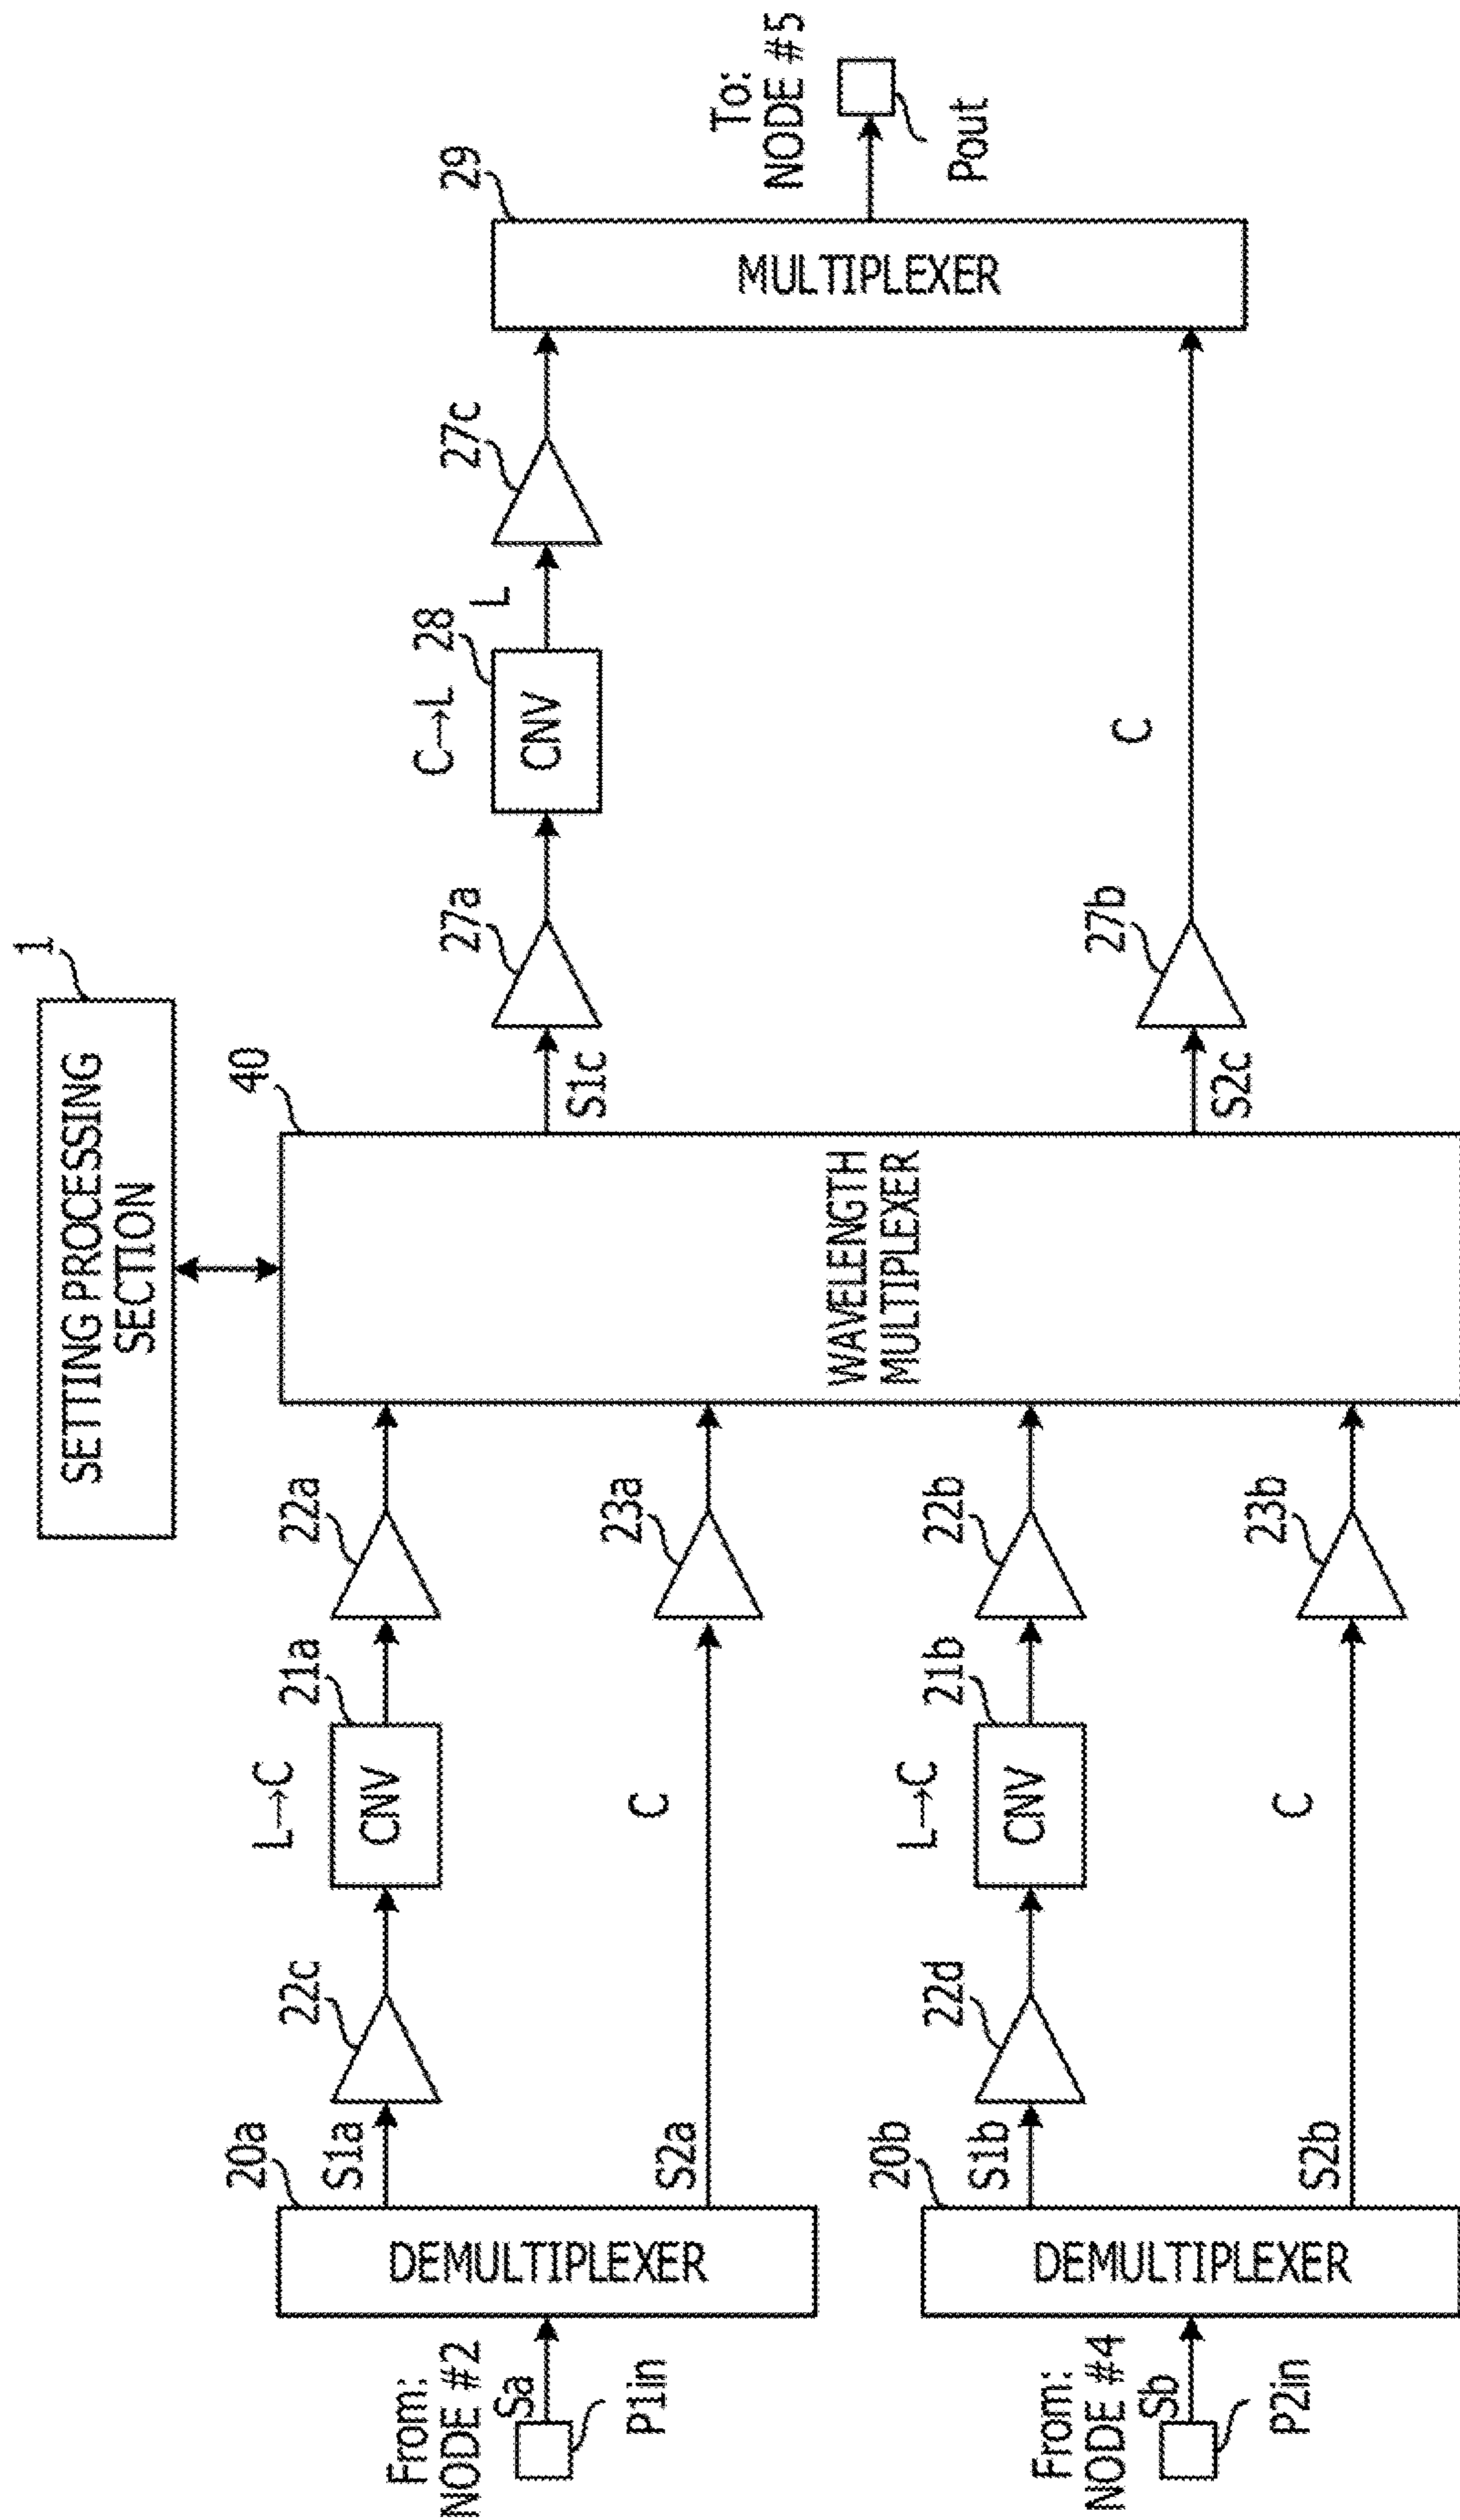 SETTING PROCESSING
SECTION
1
From:
NODE #2
Sa
P1in
DEMULTIPLEXER
20a
S1a
22c
L→C
CNV
21a
22a
S2a
C
23a
From:
NODE #4
Sb
P2in
DEMULTIPLEXER
20b
S1b
22d
L→C
CNV
21b
22b
S2b
C
23b
WAVELENGTH
MULTIPLEXER
40
S1c
27a
C→L
28
CNV
L
27c
S2c
27b
C
MULTIPLEXER
29
To:
NODE #5
Pout